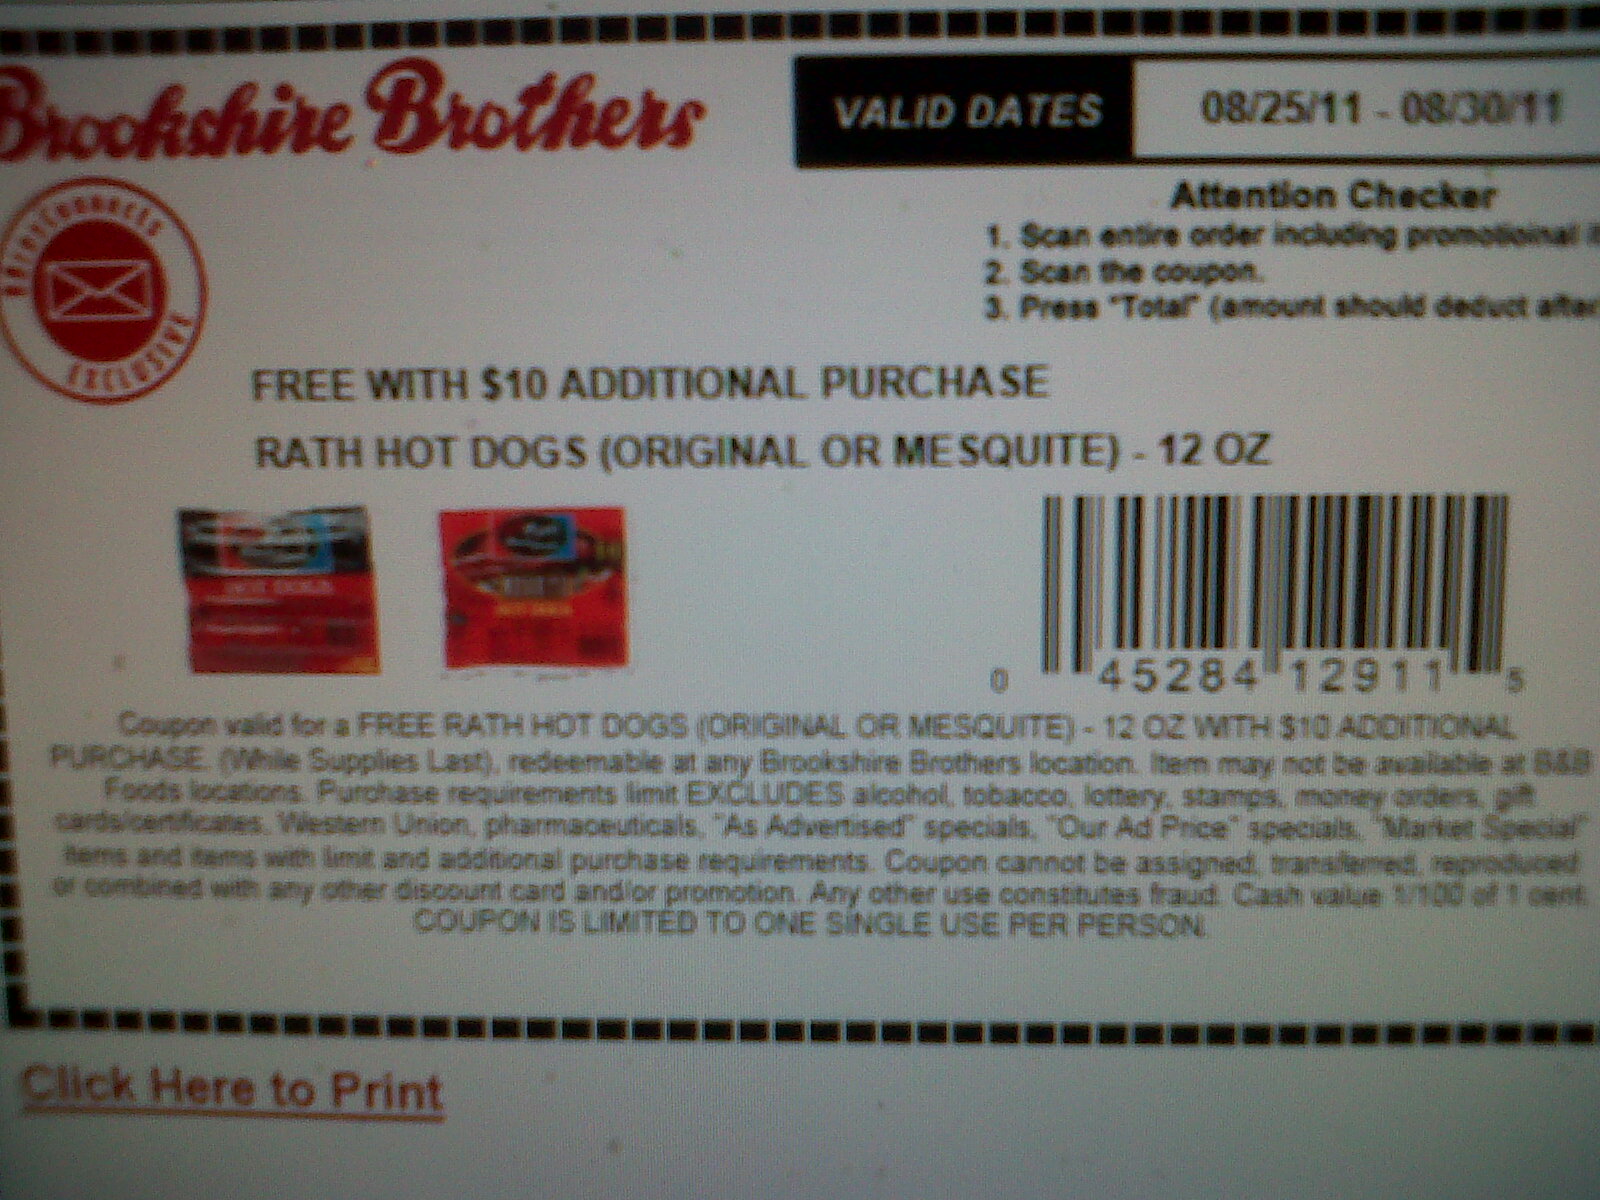 Brookshire Brothers
VALID DATES 08/25/11 - 08/30/11
Attention Checker
1. Scan entire order including promotioinal
2. Scan the coupon.
3. Press "Total" (amount should deduct after
EXCLUSIVE
FREE WITH $10 ADDITIONAL PURCHASE
RATH HOT DOGS (ORIGINAL OR MESQUITE) - 12 OZ
HOT DOGS
0 45284 12911 5
Coupon valid for a FREE RATH HOT DOGS (ORIGINAL OR MESQUITE) - 12 OZ WITH $10 ADDITIONAL
PURCHASE. (While Supplies Last), redeemable at any Brookshire Brothers location. Item may not be available at B&B
Foods locations. Purchase requirements limit EXCLUDES alcohol, tobacco, lottery, stamps, money orders, gift
cards/certificates, Western Union, pharmaceuticals, "As Advertised" specials, "Our Ad Price" specials, "Market Special"
items and items with limit and additional purchase requirements. Coupon cannot be assigned, transferred, reproduced
or combined with any other discount card and/or promotion. Any other use constitutes fraud. Cash value 1/100 of 1 cent.
COUPON IS LIMITED TO ONE SINGLE USE PER PERSON.
Click Here to Print